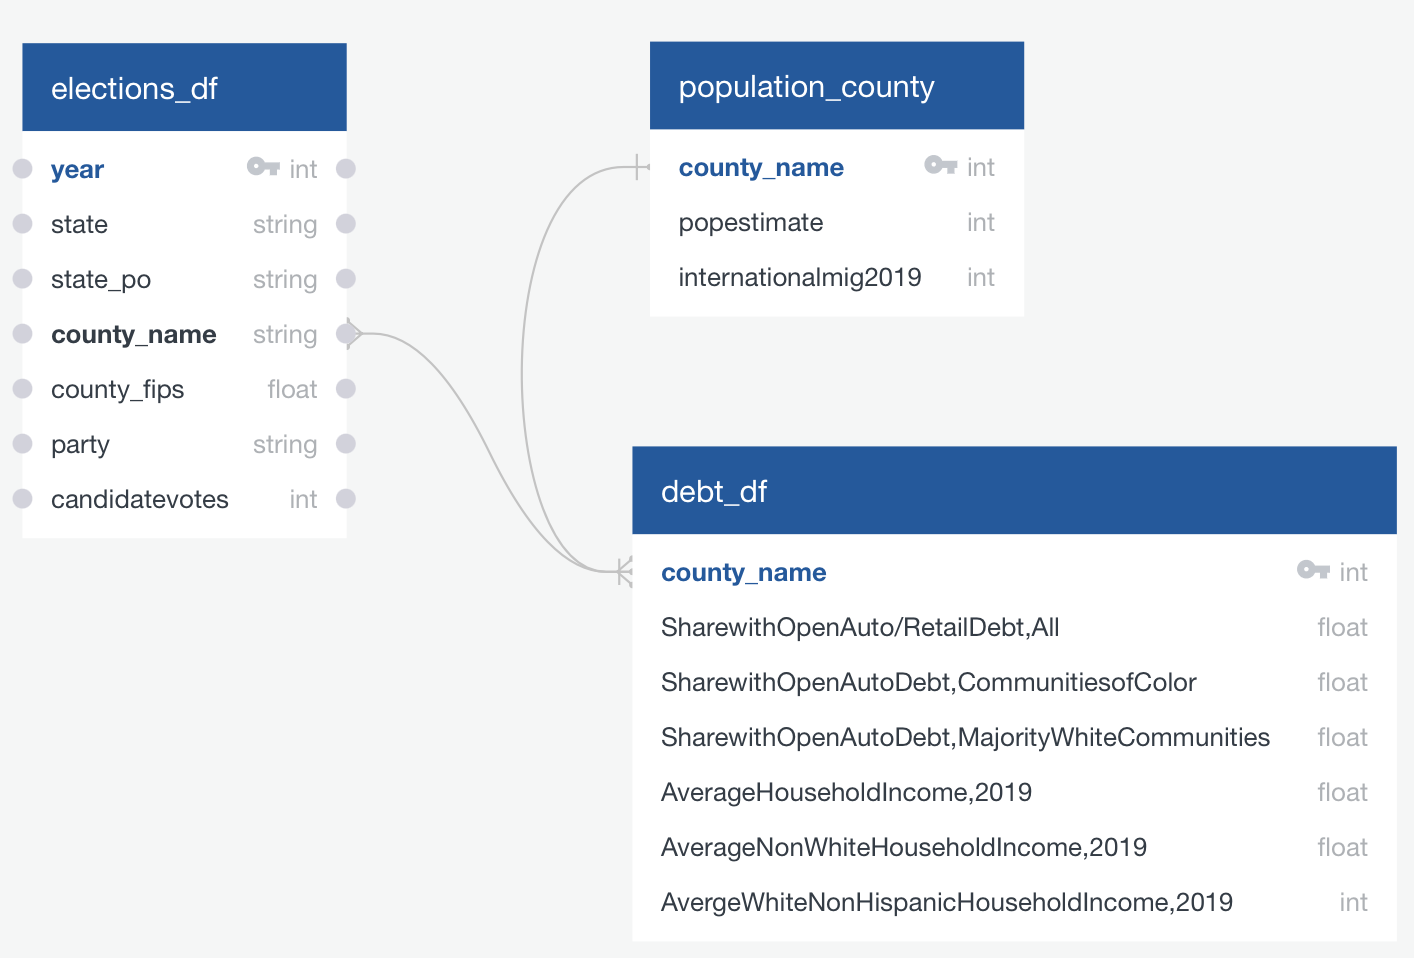 elections_df
year int
state string
state_po string
county_name string
county_fips float
party string
candidatevotes int
population_county
county_name int
popestimate int
internationalmig2019 int
debt_df
county_name int
SharewithOpenAuto/RetailDebt,All float
SharewithOpenAutoDebt,CommunitiesofColor float
SharewithOpenAutoDebt,MajorityWhiteCommunities float
AverageHouseholdIncome,2019 float
AverageNonWhiteHouseholdIncome,2019 float
AvergeWhiteNonHispanicHouseholdIncome,2019 int